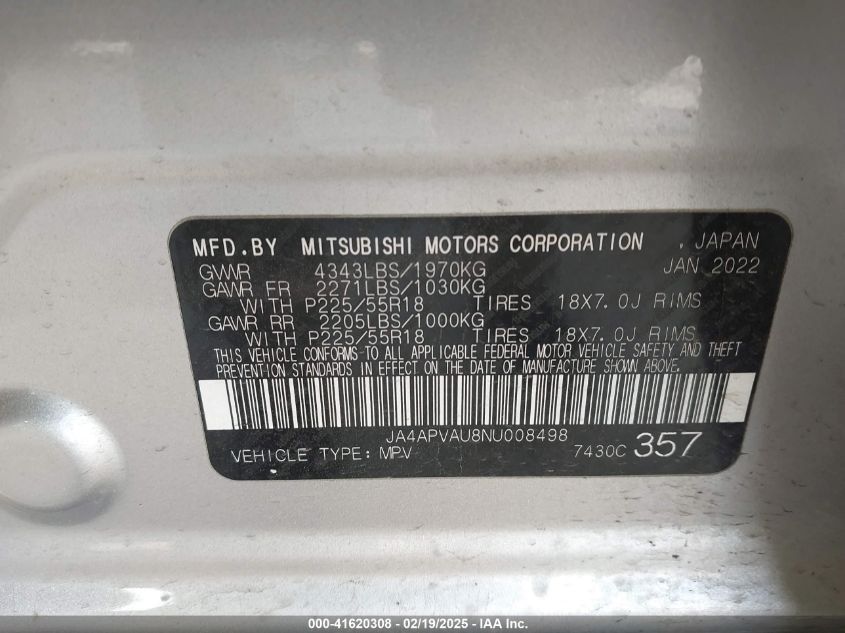 MFD.BY MITSUBISHI MOTORS CORPORATION , JAPAN
GVWR 4343LBS/1970KG JAN 2022
GAWR FR 2271LBS/1030KG
WITH P225/55R18 TIRES 18X7.0J RIMS
GAWR RR 2205LBS/1000KG
WITH P225/55R18 TIRES 18X7.0J RIMS
THIS VEHICLE CONFORMS TO ALL APPLICABLE FEDERAL MOTOR VEHICLE SAFETY AND THEFT
PREVENTION STANDARDS IN EFFECT ON THE DATE OF MANUFACTURE SHOWN ABOVE.
JA4APVAU8NU008498
VEHICLE TYPE: MPV 7430C 357
000-41620308 - 02/19/2025 - IAA Inc.